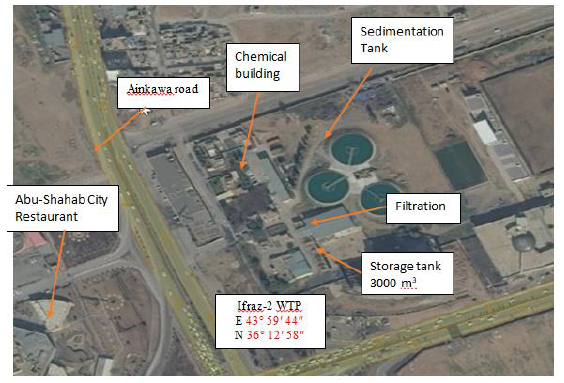 Sedimentation
Tank
Chemical
building
Ainkawa road
Abu-Shahab City
Restaurant
Filtration
Storage tank
3000 m³
Ifraz-2 WTP
E 43° 59'44"
N 36° 12'58"